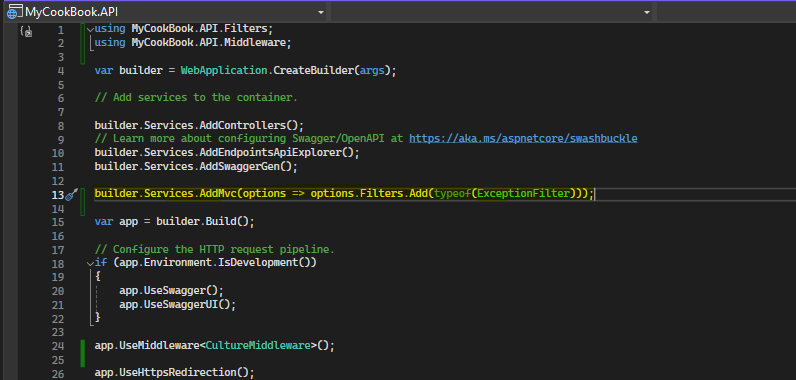 MyCookBook.API
1 using MyCookBook.API.Filters;
2 using MyCookBook.API.Middleware;
3
4 var builder = WebApplication.CreateBuilder(args);
5
6 // Add services to the container.
7
8 builder.Services.AddControllers();
9 // Learn more about configuring Swagger/OpenAPI at https://aka.ms/aspnetcore/swashbuckle
10 builder.Services.AddEndpointsApiExplorer();
11 builder.Services.AddSwaggerGen();
12
13 builder.Services.AddMvc(options => options.Filters.Add(typeof(ExceptionFilter)));
14
15 var app = builder.Build();
16
17 // Configure the HTTP request pipeline.
18 if (app.Environment.IsDevelopment())
19 {
20 app.UseSwagger();
21 app.UseSwaggerUI();
22 }
23
24 app.UseMiddleware<CultureMiddleware>();
25
26 app.UseHttpsRedirection();